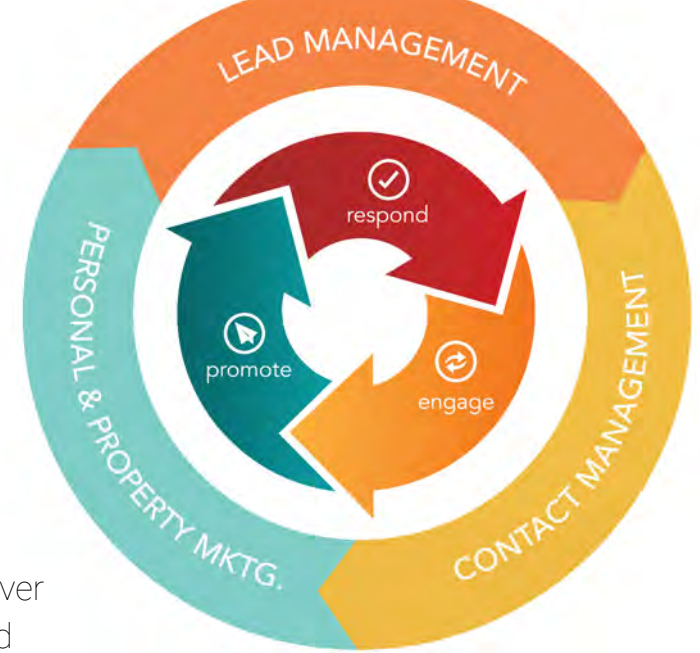 LEAD MANAGEMENT
respond
PERSONAL & PROPERTY MKTG.
promote
engage
CONTACT MANAGEMENT